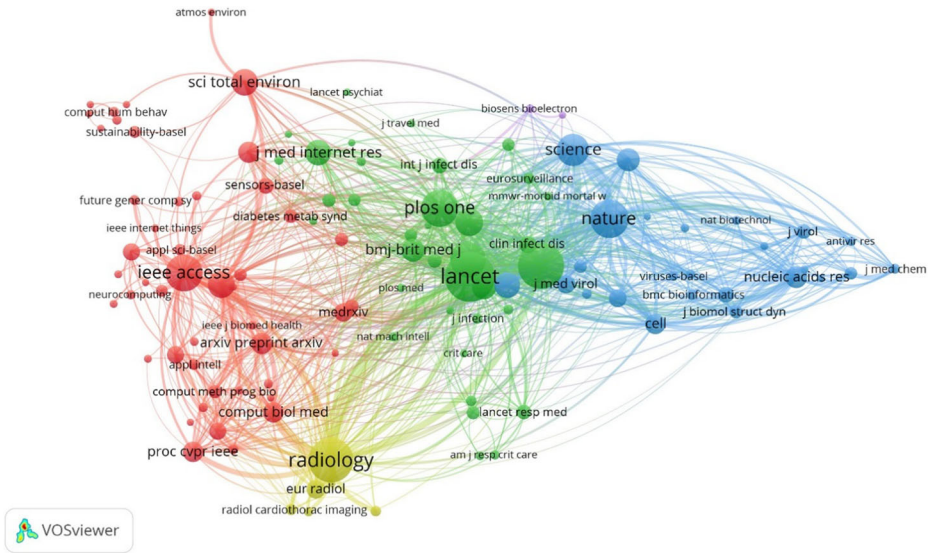 atmos environ
sci total environ
lancet psychiat
comput hum behav
biosens bioelectron
sustainability-basel
j travel med
j med internet res
science
int j infect dis
eurosurveillance
sensors-basel
mmwr-morbid mortal w
future gener comp sy
plos one
diabetes metab synd
nature
nat biotechnol
ieee internet things
j virol
clin infect dis
antivir res
appl sci-basel
bmj-brit med j
ieee access
lancet
j med chem
viruses-basel
nucleic acids res
j med virol
plos med
neurocomputing
bmc bioinformatics
medrxiv
j biomol struct dyn
j infection
cell
ieee j biomed health
nat mach intell
arxiv preprint arxiv
crit care
appl intell
comput meth prog bio
comput biol med
lancet resp med
proc cvpr ieee
am j resp crit care
radiology
eur radiol
radiol cardiothorac imaging
VOSviewer